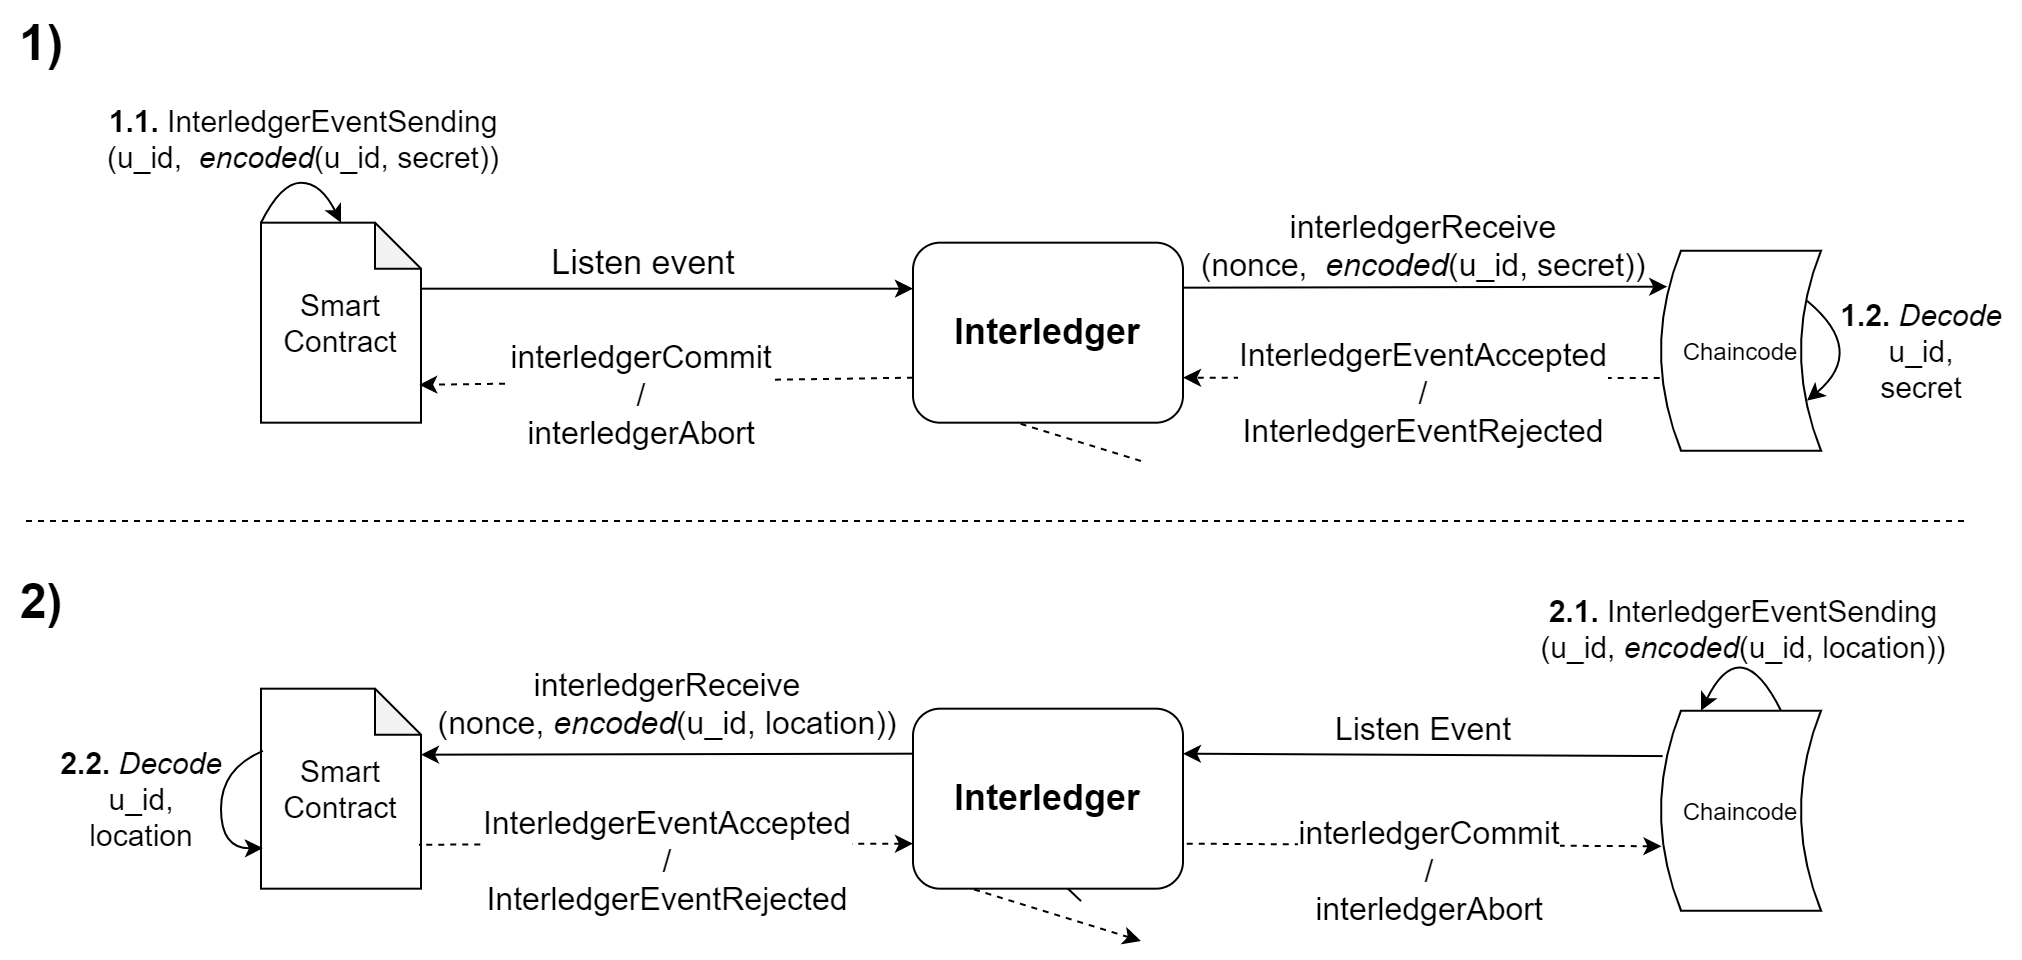 1)
1.1. InterledgerEventSending
(u_id, encoded(u_id, secret))
Smart
Contract
Listen event
interledgerCommit
/
interledgerAbort
Interledger
interledgerReceive
(nonce, encoded(u_id, secret))
InterledgerEventAccepted
/
InterledgerEventRejected
Chaincode
1.2. Decode
u_id,
secret
2)
2.1. InterledgerEventSending
(u_id, encoded(u_id, location))
2.2. Decode
u_id,
location
Smart
Contract
interledgerReceive
(nonce, encoded(u_id, location))
InterledgerEventAccepted
/
InterledgerEventRejected
Interledger
Listen Event
interledgerCommit
/
interledgerAbort
Chaincode